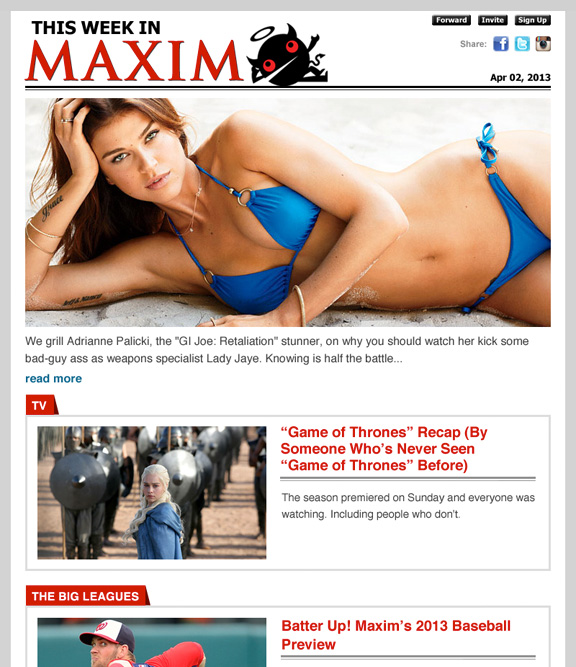 THIS WEEK IN
MAXIM
Forward Invite Sign Up
Share:
Apr 02, 2013
Grace
We grill Adrianne Palicki, the "GI Joe: Retaliation" stunner, on why you should watch her kick some
bad-guy ass as weapons specialist Lady Jaye. Knowing is half the battle...
read more
TV
“Game of Thrones” Recap (By
Someone Who’s Never Seen
“Game of Thrones” Before)
The season premiered on Sunday and everyone was
watching. Including people who don't.
THE BIG LEAGUES
Batter Up! Maxim’s 2013 Baseball
Preview